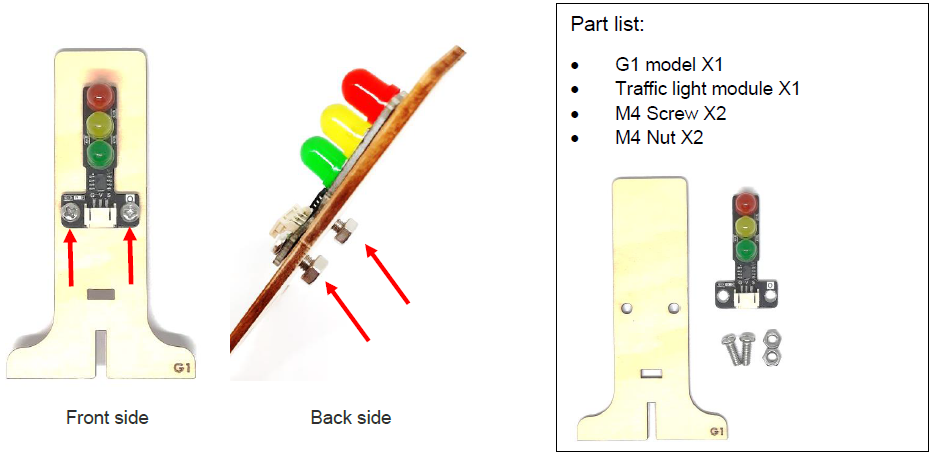 Part list:
• G1 model X1
• Traffic light module X1
• M4 Screw X2
• M4 Nut X2
G1
G1
Front side
Back side